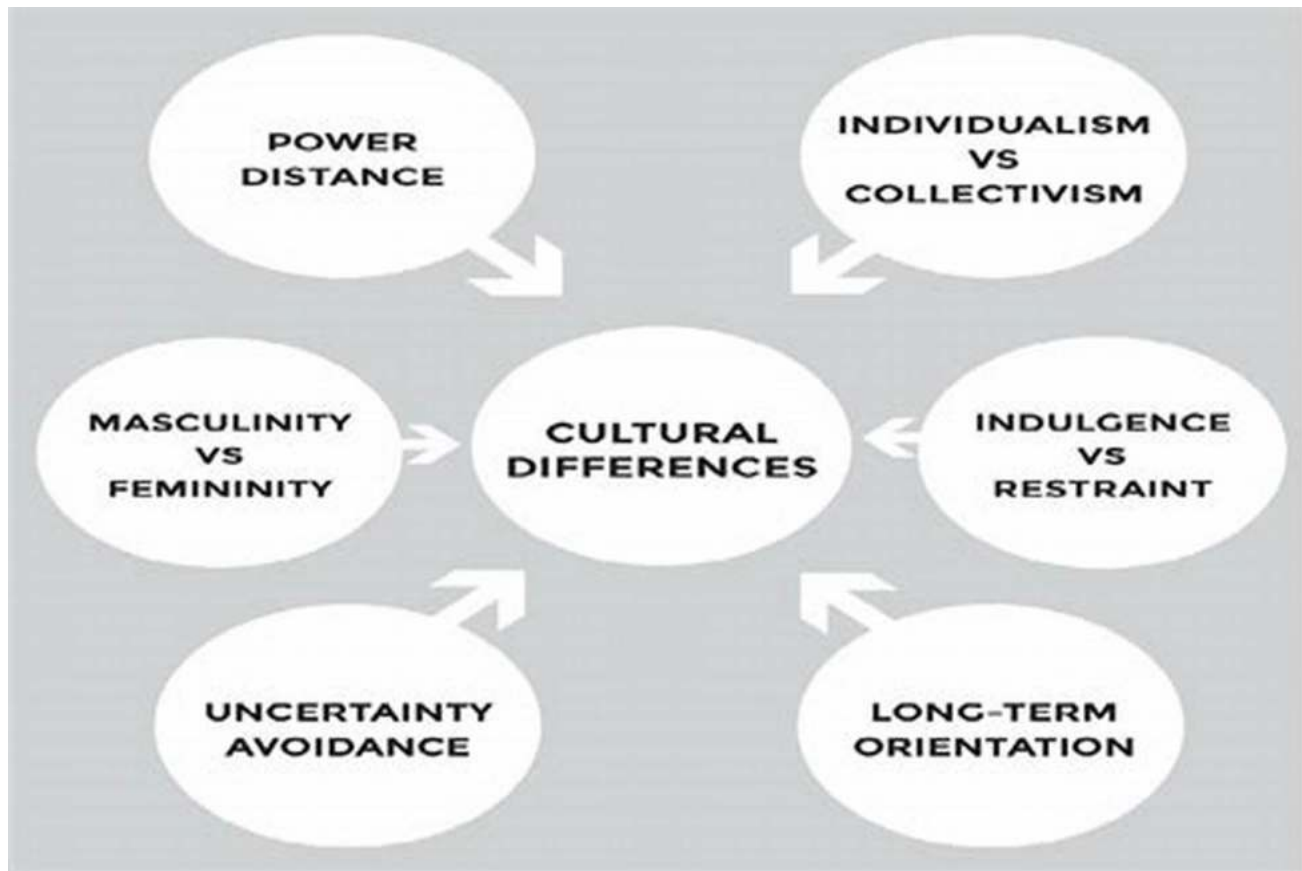 POWER
DISTANCE
INDIVIDUALISM
VS
COLLECTIVISM
MASCULINITY
VS
FEMININITY
CULTURAL
DIFFERENCES
INDULGENCE
VS
RESTRAINT
UNCERTAINTY
AVOIDANCE
LONG-TERM
ORIENTATION